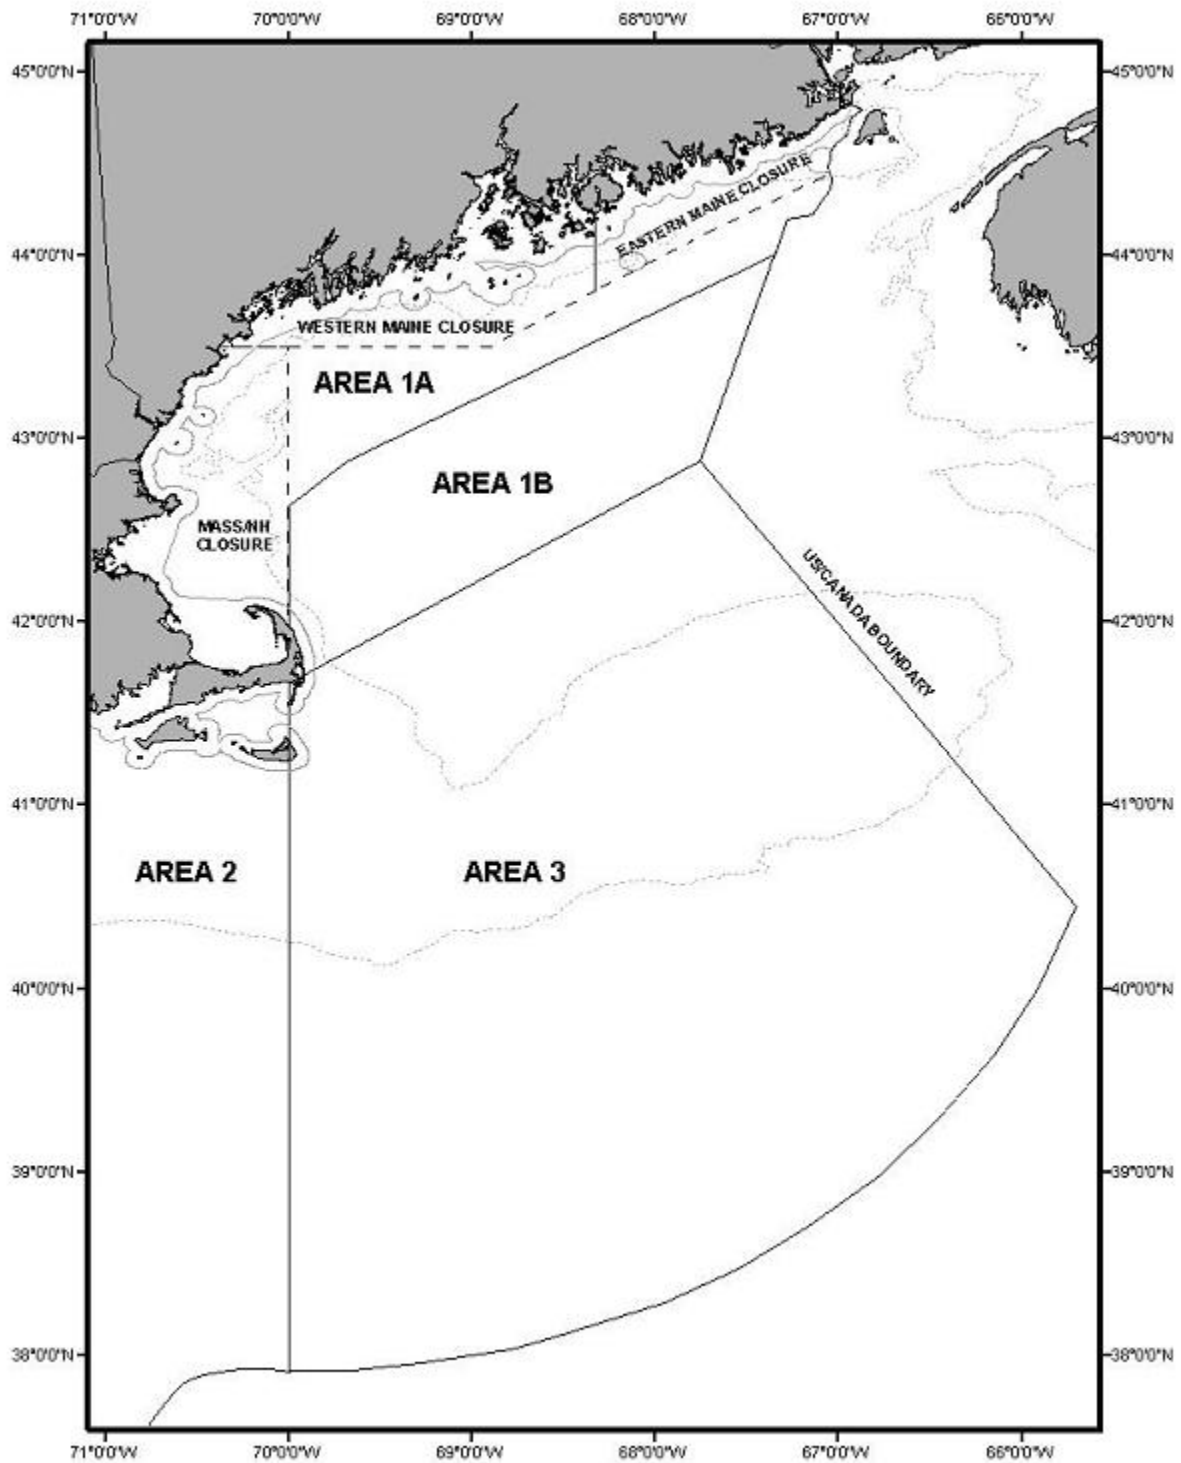 71°0'0"W 70°0'0"W 69°0'0"W 68°0'0"W 67°0'0"W 66°0'0"W
45°0'0"N 45°0'0"N
EASTERN MAINE CLOSURE
44°0'0"N 44°0'0"N
WESTERN MAINE CLOSURE
AREA 1A
43°0'0"N 43°0'0"N
AREA 1B
MASS/NH
CLOSURE
US/CANADA BOUNDARY
42°0'0"N 42°0'0"N
41°0'0"N 41°0'0"N
AREA 2 AREA 3
40°0'0"N 40°0'0"N
39°0'0"N 39°0'0"N
38°0'0"N 38°0'0"N
71°0'0"W 70°0'0"W 69°0'0"W 68°0'0"W 67°0'0"W 66°0'0"W